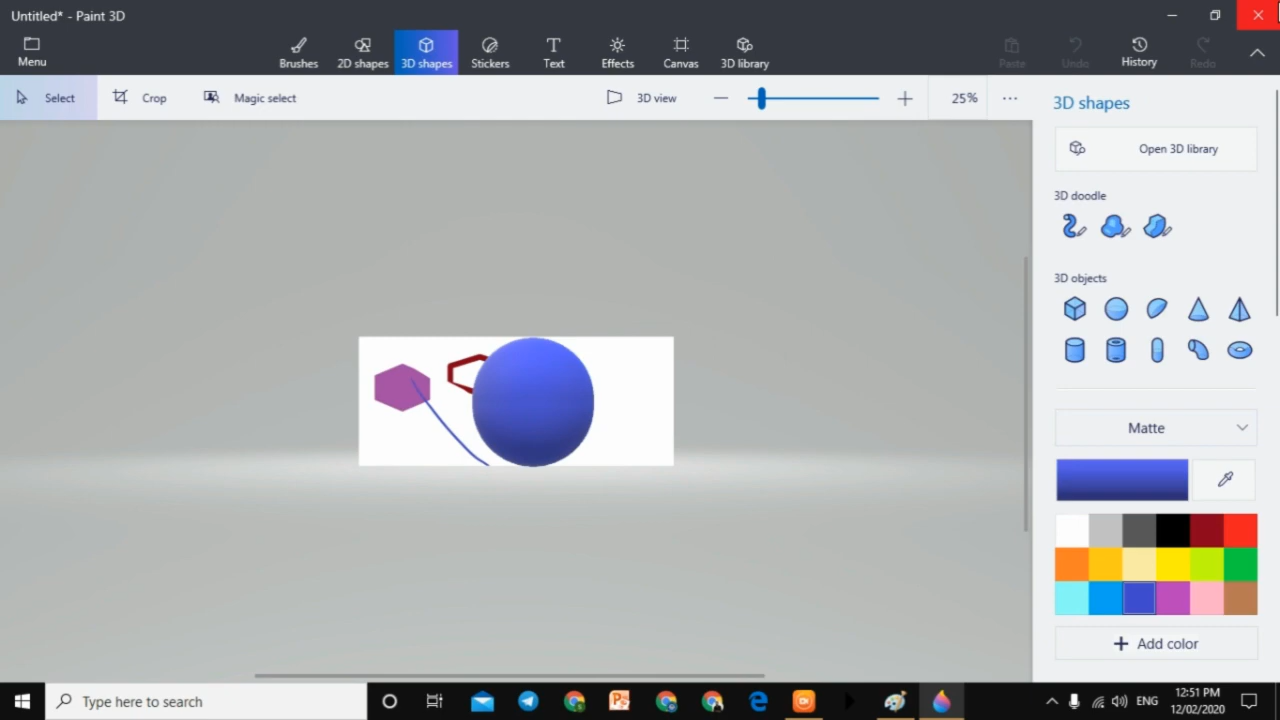 Untitled* - Paint 3D
Menu
Brushes
2D shapes
3D shapes
Stickers
Text
Effects
Canvas
3D library
Paste
Undo
History
Redo
Select
Crop
Magic select
3D view
25%
3D shapes
Open 3D library
3D doodle
3D objects
Matte
Add color
Type here to search
ENG
12:51 PM
12/02/2020